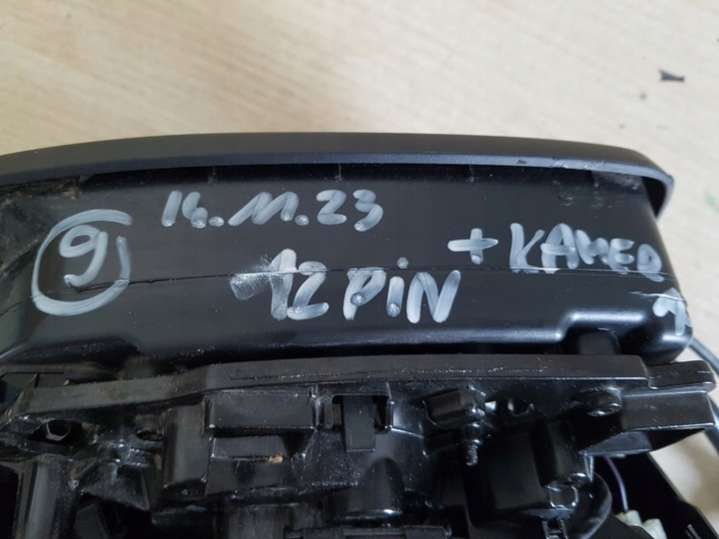 9
14.11.23
12 PiN
+ KAMER